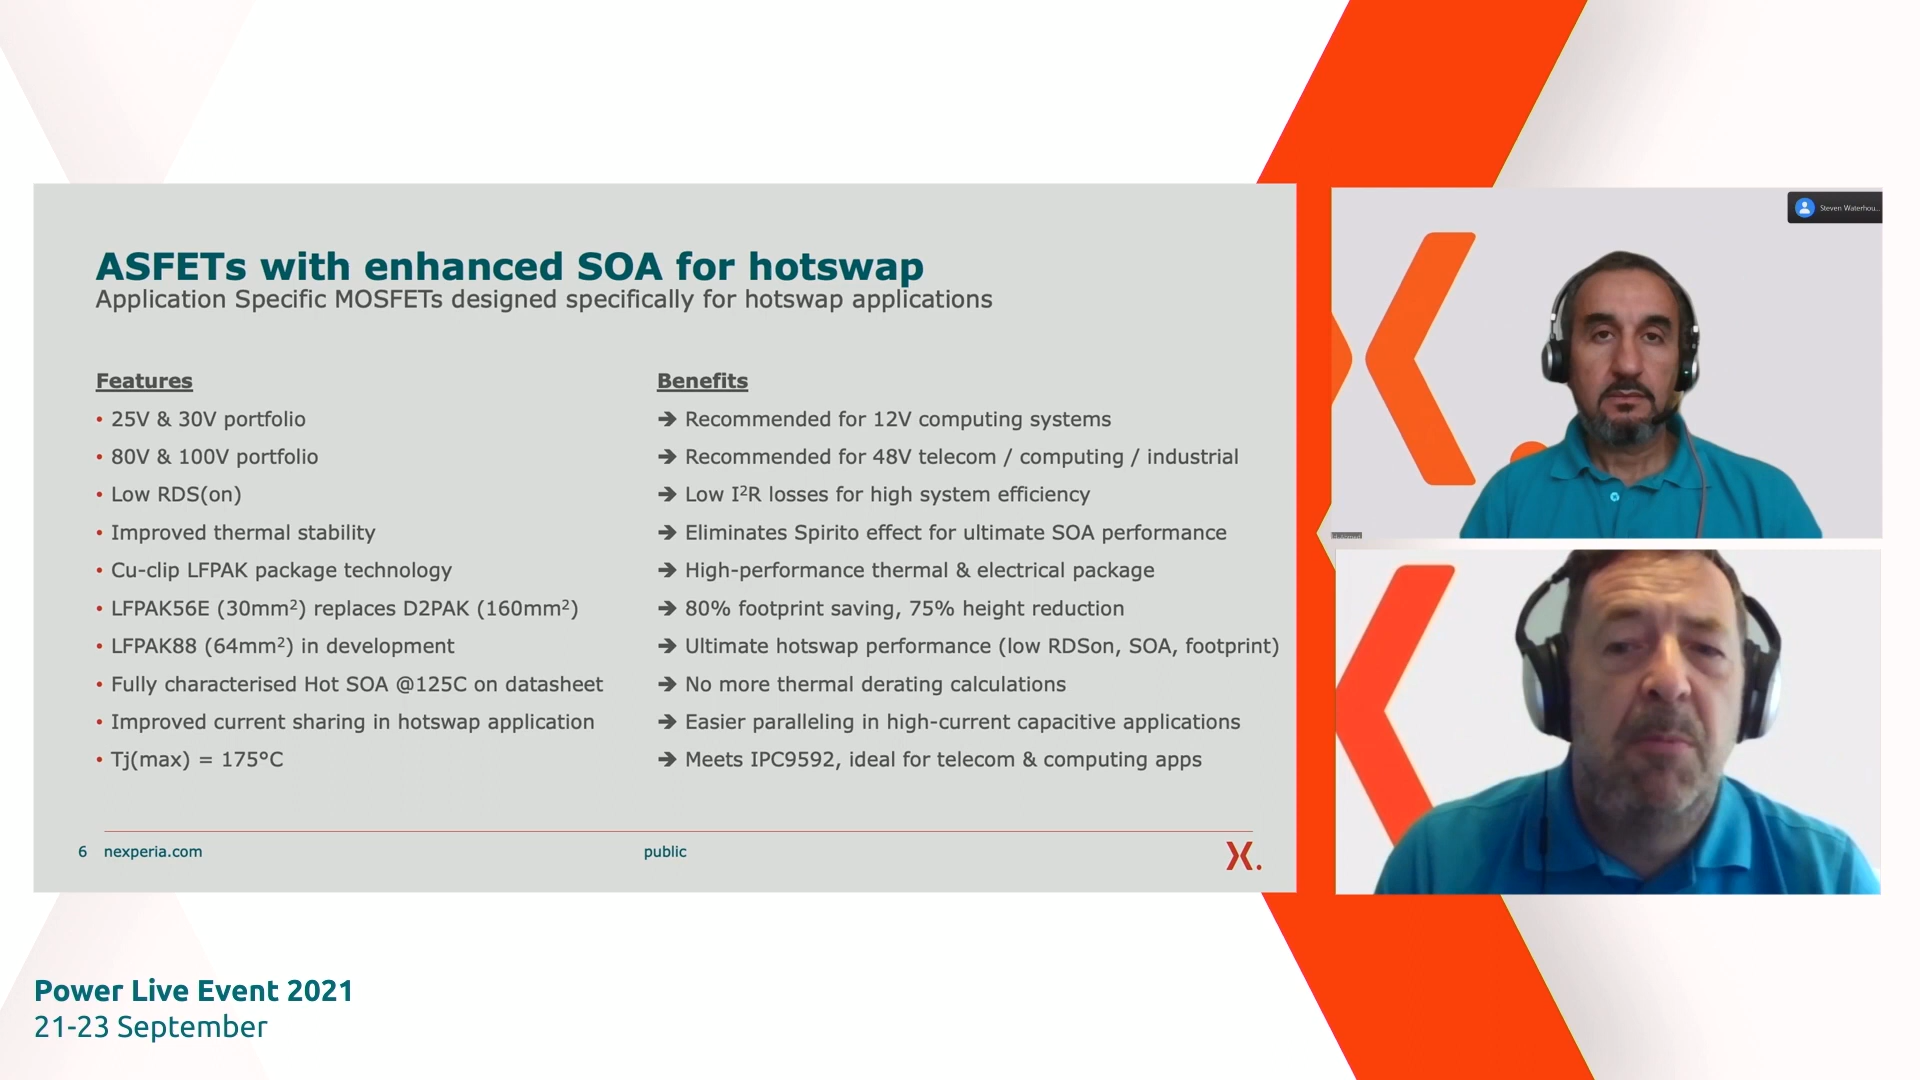 ASFETs with enhanced SOA for hotswap
Application Specific MOSFETs designed specifically for hotswap applications
Features
• 25V & 30V portfolio
• 80V & 100V portfolio
• Low RDS(on)
• Improved thermal stability
• Cu-clip LFPAK package technology
• LFPAK56E (30mm²) replaces D2PAK (160mm²)
• LFPAK88 (64mm²) in development
• Fully characterised Hot SOA @125C on datasheet
• Improved current sharing in hotswap application
• Tj(max) = 175°C
Benefits
➔ Recommended for 12V computing systems
➔ Recommended for 48V telecom / computing / industrial
➔ Low I²R losses for high system efficiency
➔ Eliminates Spirito effect for ultimate SOA performance
➔ High-performance thermal & electrical package
➔ 80% footprint saving, 75% height reduction
➔ Ultimate hotswap performance (low RDSon, SOA, footprint)
➔ No more thermal derating calculations
➔ Easier paralleling in high-current capacitive applications
➔ Meets IPC9592, ideal for telecom & computing apps
6 nexperia.com
public
Steven Waterhou...
Power Live Event 2021
21-23 September